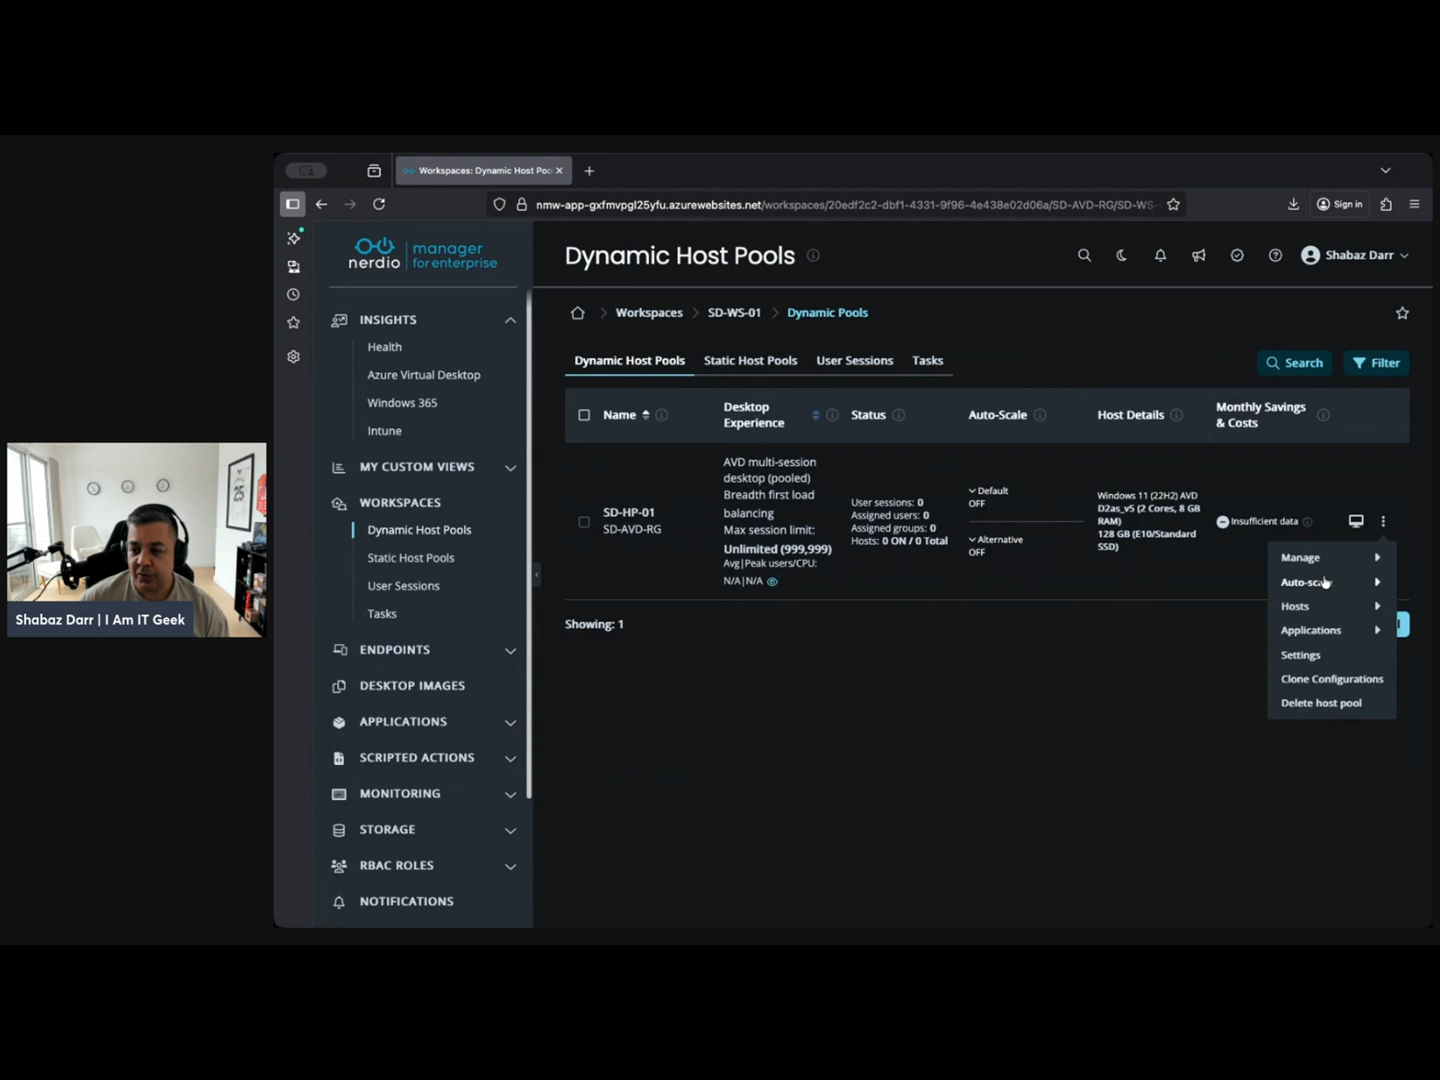 Workspaces: Dynamic Host Poo
nmw-app-gxfmvpgl25yfu.azurewebsites.net/workspaces/20edf2c2-dbf1-4331-9f96-4e438e02d06a/SD-AVD-RG/SD-WS-
Sign in
nerdio
manager
for enterprise
Dynamic Host Pools
Shabaz Darr
INSIGHTS
Health
Azure Virtual Desktop
Windows 365
Intune
MY CUSTOM VIEWS
WORKSPACES
Dynamic Host Pools
Static Host Pools
User Sessions
Tasks
ENDPOINTS
DESKTOP IMAGES
APPLICATIONS
SCRIPTED ACTIONS
MONITORING
STORAGE
RBAC ROLES
NOTIFICATIONS
Workspaces
SD-WS-01
Dynamic Pools
Dynamic Host Pools
Static Host Pools
User Sessions
Tasks
Search
Filter
Name
Desktop
Experience
Status
Auto-Scale
Host Details
Monthly Savings
& Costs
SD-HP-01
SD-AVD-RG
AVD multi-session
desktop (pooled)
Breadth first load
balancing
Max session limit:
Unlimited (999,999)
Avg|Peak users/CPU:
N/A|N/A
User sessions: 0
Assigned users: 0
Assigned groups: 0
Hosts: 0 ON / 0 Total
Default
OFF
Alternative
OFF
Windows 11 (22H2) AVD
D2as_v5 (2 Cores, 8 GB
RAM)
128 GB (E10/Standard
SSD)
Insufficient data
Manage
Hosts
Applications
Settings
Clone Configurations
Delete host pool
Showing: 1
Shabaz Darr | I Am IT Geek